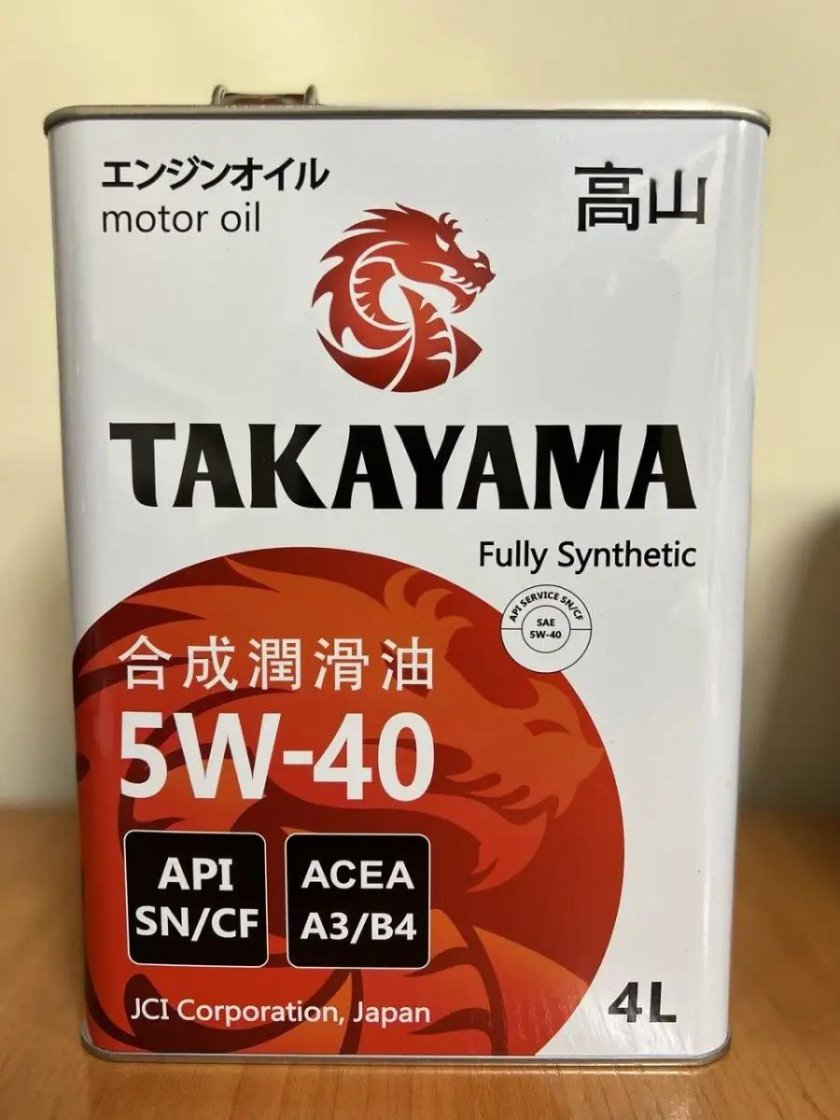 エンジンオイル
motor oil
高山
TAKAYAMA
Fully Synthetic
API SERVICE SN/CF
SAE
5W-40
合成潤滑油
5W-40
API
SN/CF
ACEA
A3/B4
JCI Corporation, Japan
4L